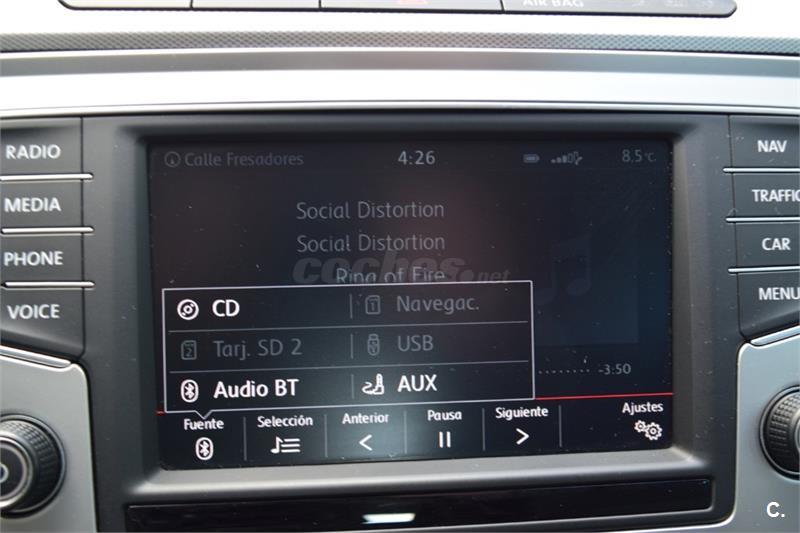 AIR BAG
RADIO
MEDIA
PHONE
VOICE
NAV
TRAFFIC
CAR
MENU
Calle Fresadores 4:26 8.5°C
Social Distortion
Social Distortion
Ring of Fire
coches.net
CD 1 Navegac.
2 Tarj. SD 2 USB
Audio BT AUX
-3:50
Fuente Selección Anterior Pausa Siguiente Ajustes
C.